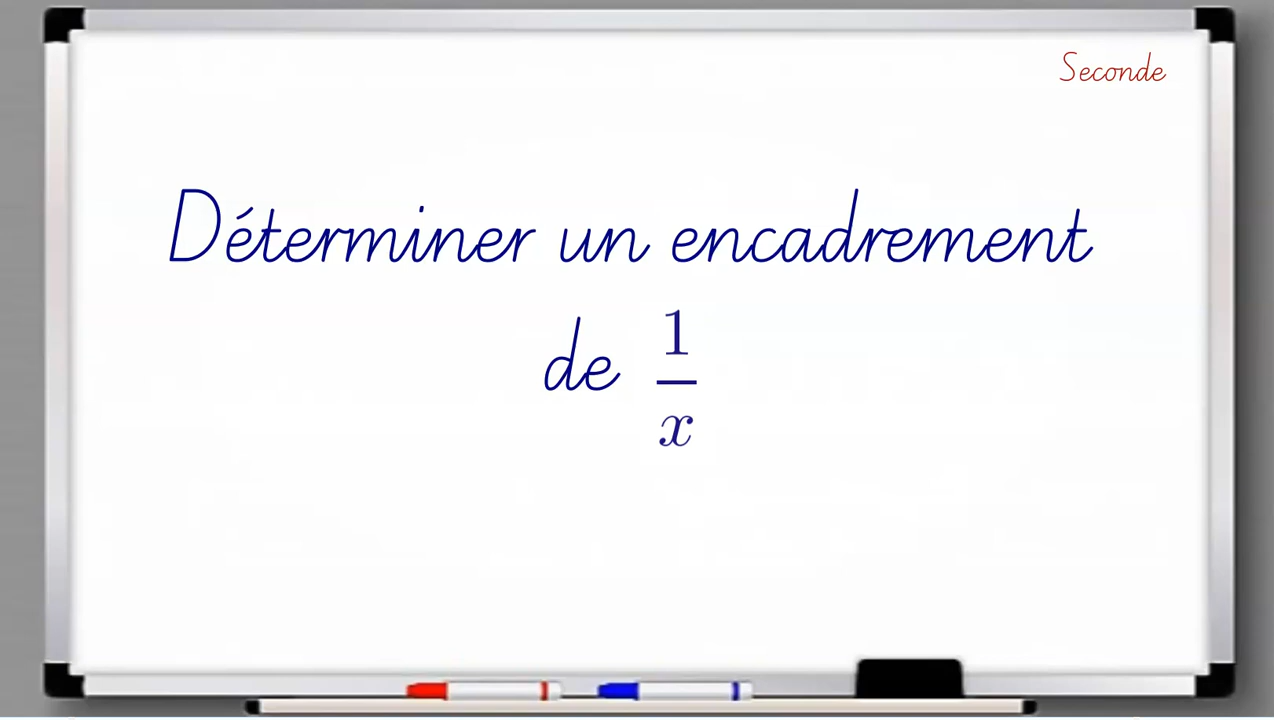 Seconde
Déterminer un encadrement
de 1/x